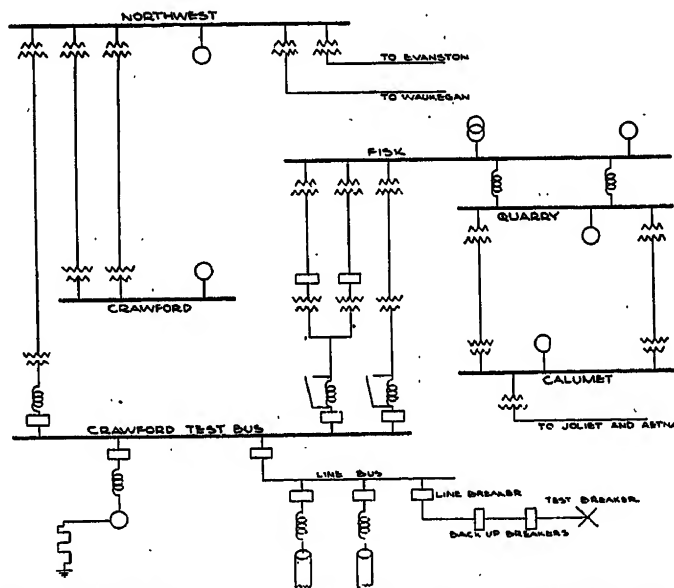 NORTHWEST
TO EVANSTON
TO WAUKEGAN
FISK
QUARRY
CRAWFORD
CALUMET
TO JOLIET AND AETNA
CRAWFORD TEST BUS
LINE BUS
LINE BREAKER
TEST BREAKER
BACK UP BREAKERS